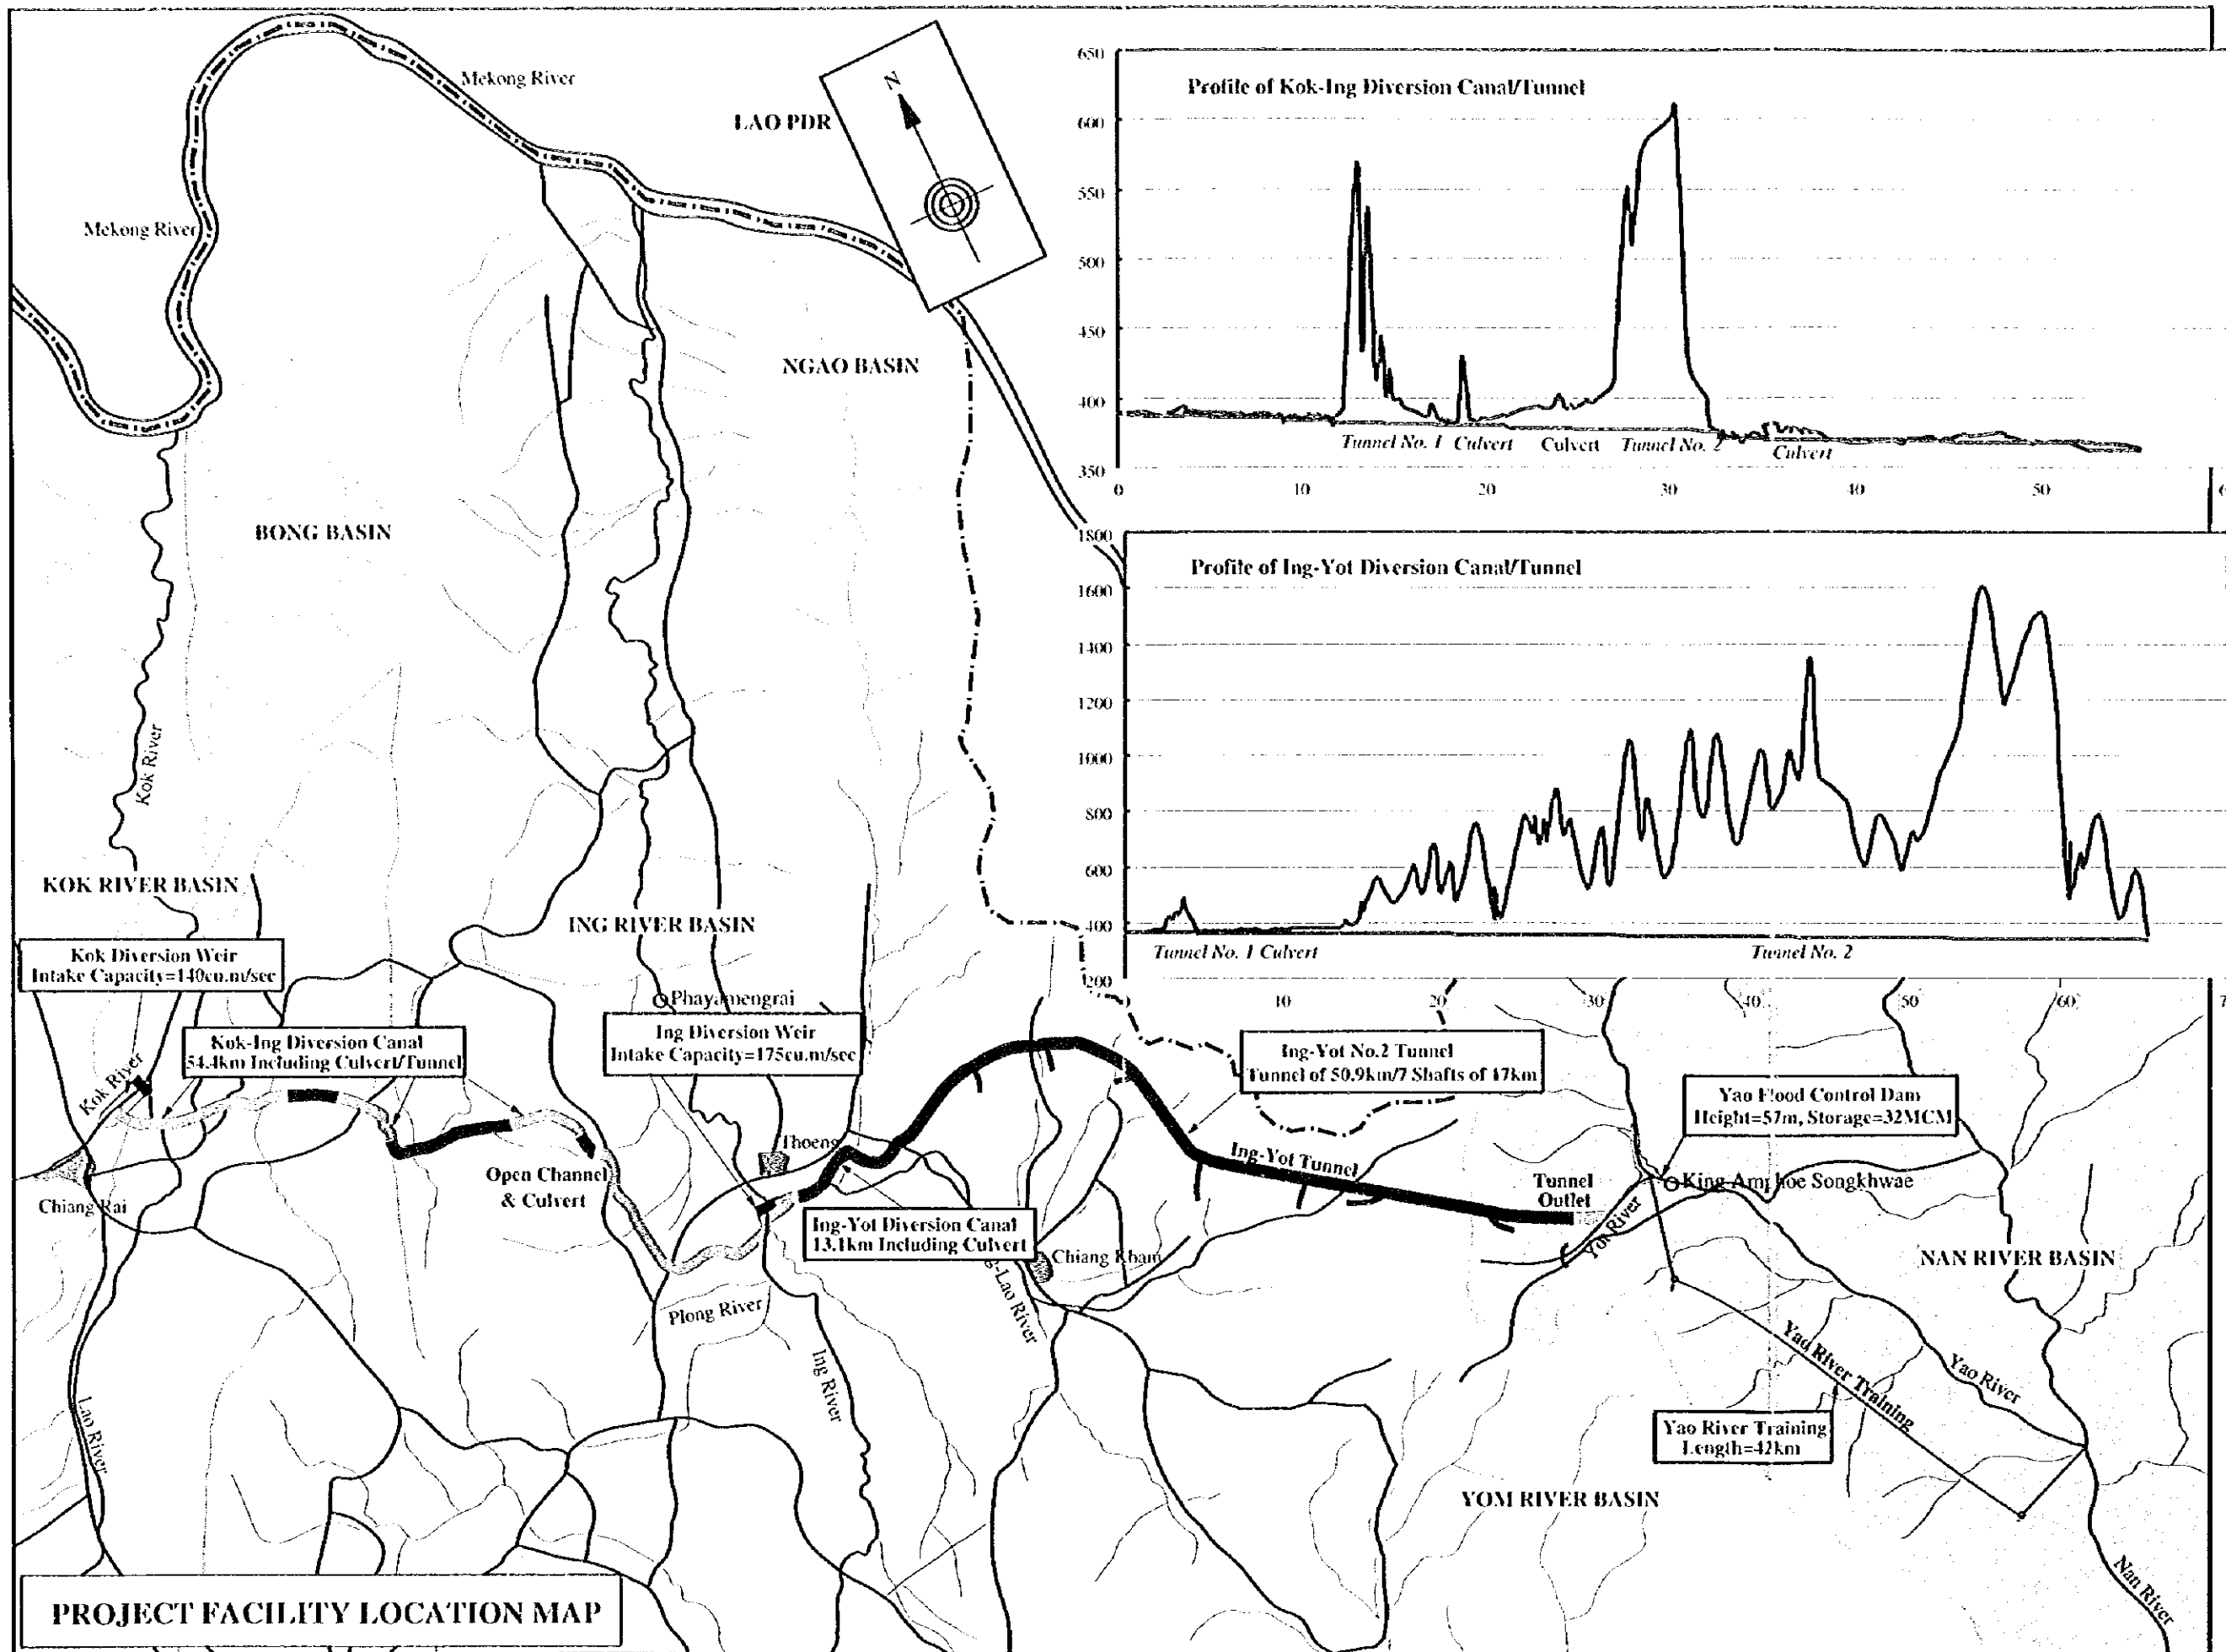 Mekong River
LAO PDR
N
Mekong River
NGAO BASIN
BONG BASIN
Kok River
KOK RIVER BASIN
ING RIVER BASIN
Profile of Kok-Ing Diversion Canal/Tunnel
650
600
550
500
450
400
350
Tunnel No. 1 Culvert Culvert Tunnel No. 2
Culvert
0 10 20 30 40 50
Profile of Ing-Yot Diversion Canal/Tunnel
1800
1600
1400
1200
1000
800
600
400
200
Tunnel No. 1 Culvert
Tunnel No. 2
10 20 30 40 50 60
Kok Diversion Weir
Intake Capacity=140cu.m/sec
Kok-Ing Diversion Canal
54.4km Including Culvert/Tunnel
Kok River
Phayamengrai
Ing Diversion Weir
Intake Capacity=175cu.m/sec
Ing-Yot No.2 Tunnel
Tunnel of 50.9km/7 Shafts of 17km
Yao Flood Control Dam
Height=57m, Storage=32MCM
Thoeng
Chiang Rai
Open Channel
& Culvert
Ing-Yot Tunnel
Tunnel
Outlet
King Amphoe Songkhwae
Yot River
Ing-Yot Diversion Canal
13.1km Including Culvert
Chiang Kham
NAN RIVER BASIN
-Lao River
Plong River
Ing River
Lao River
Yao River Training
Yao River
Yao River Training
Length=42km
YOM RIVER BASIN
Nan River
PROJECT FACILITY LOCATION MAP